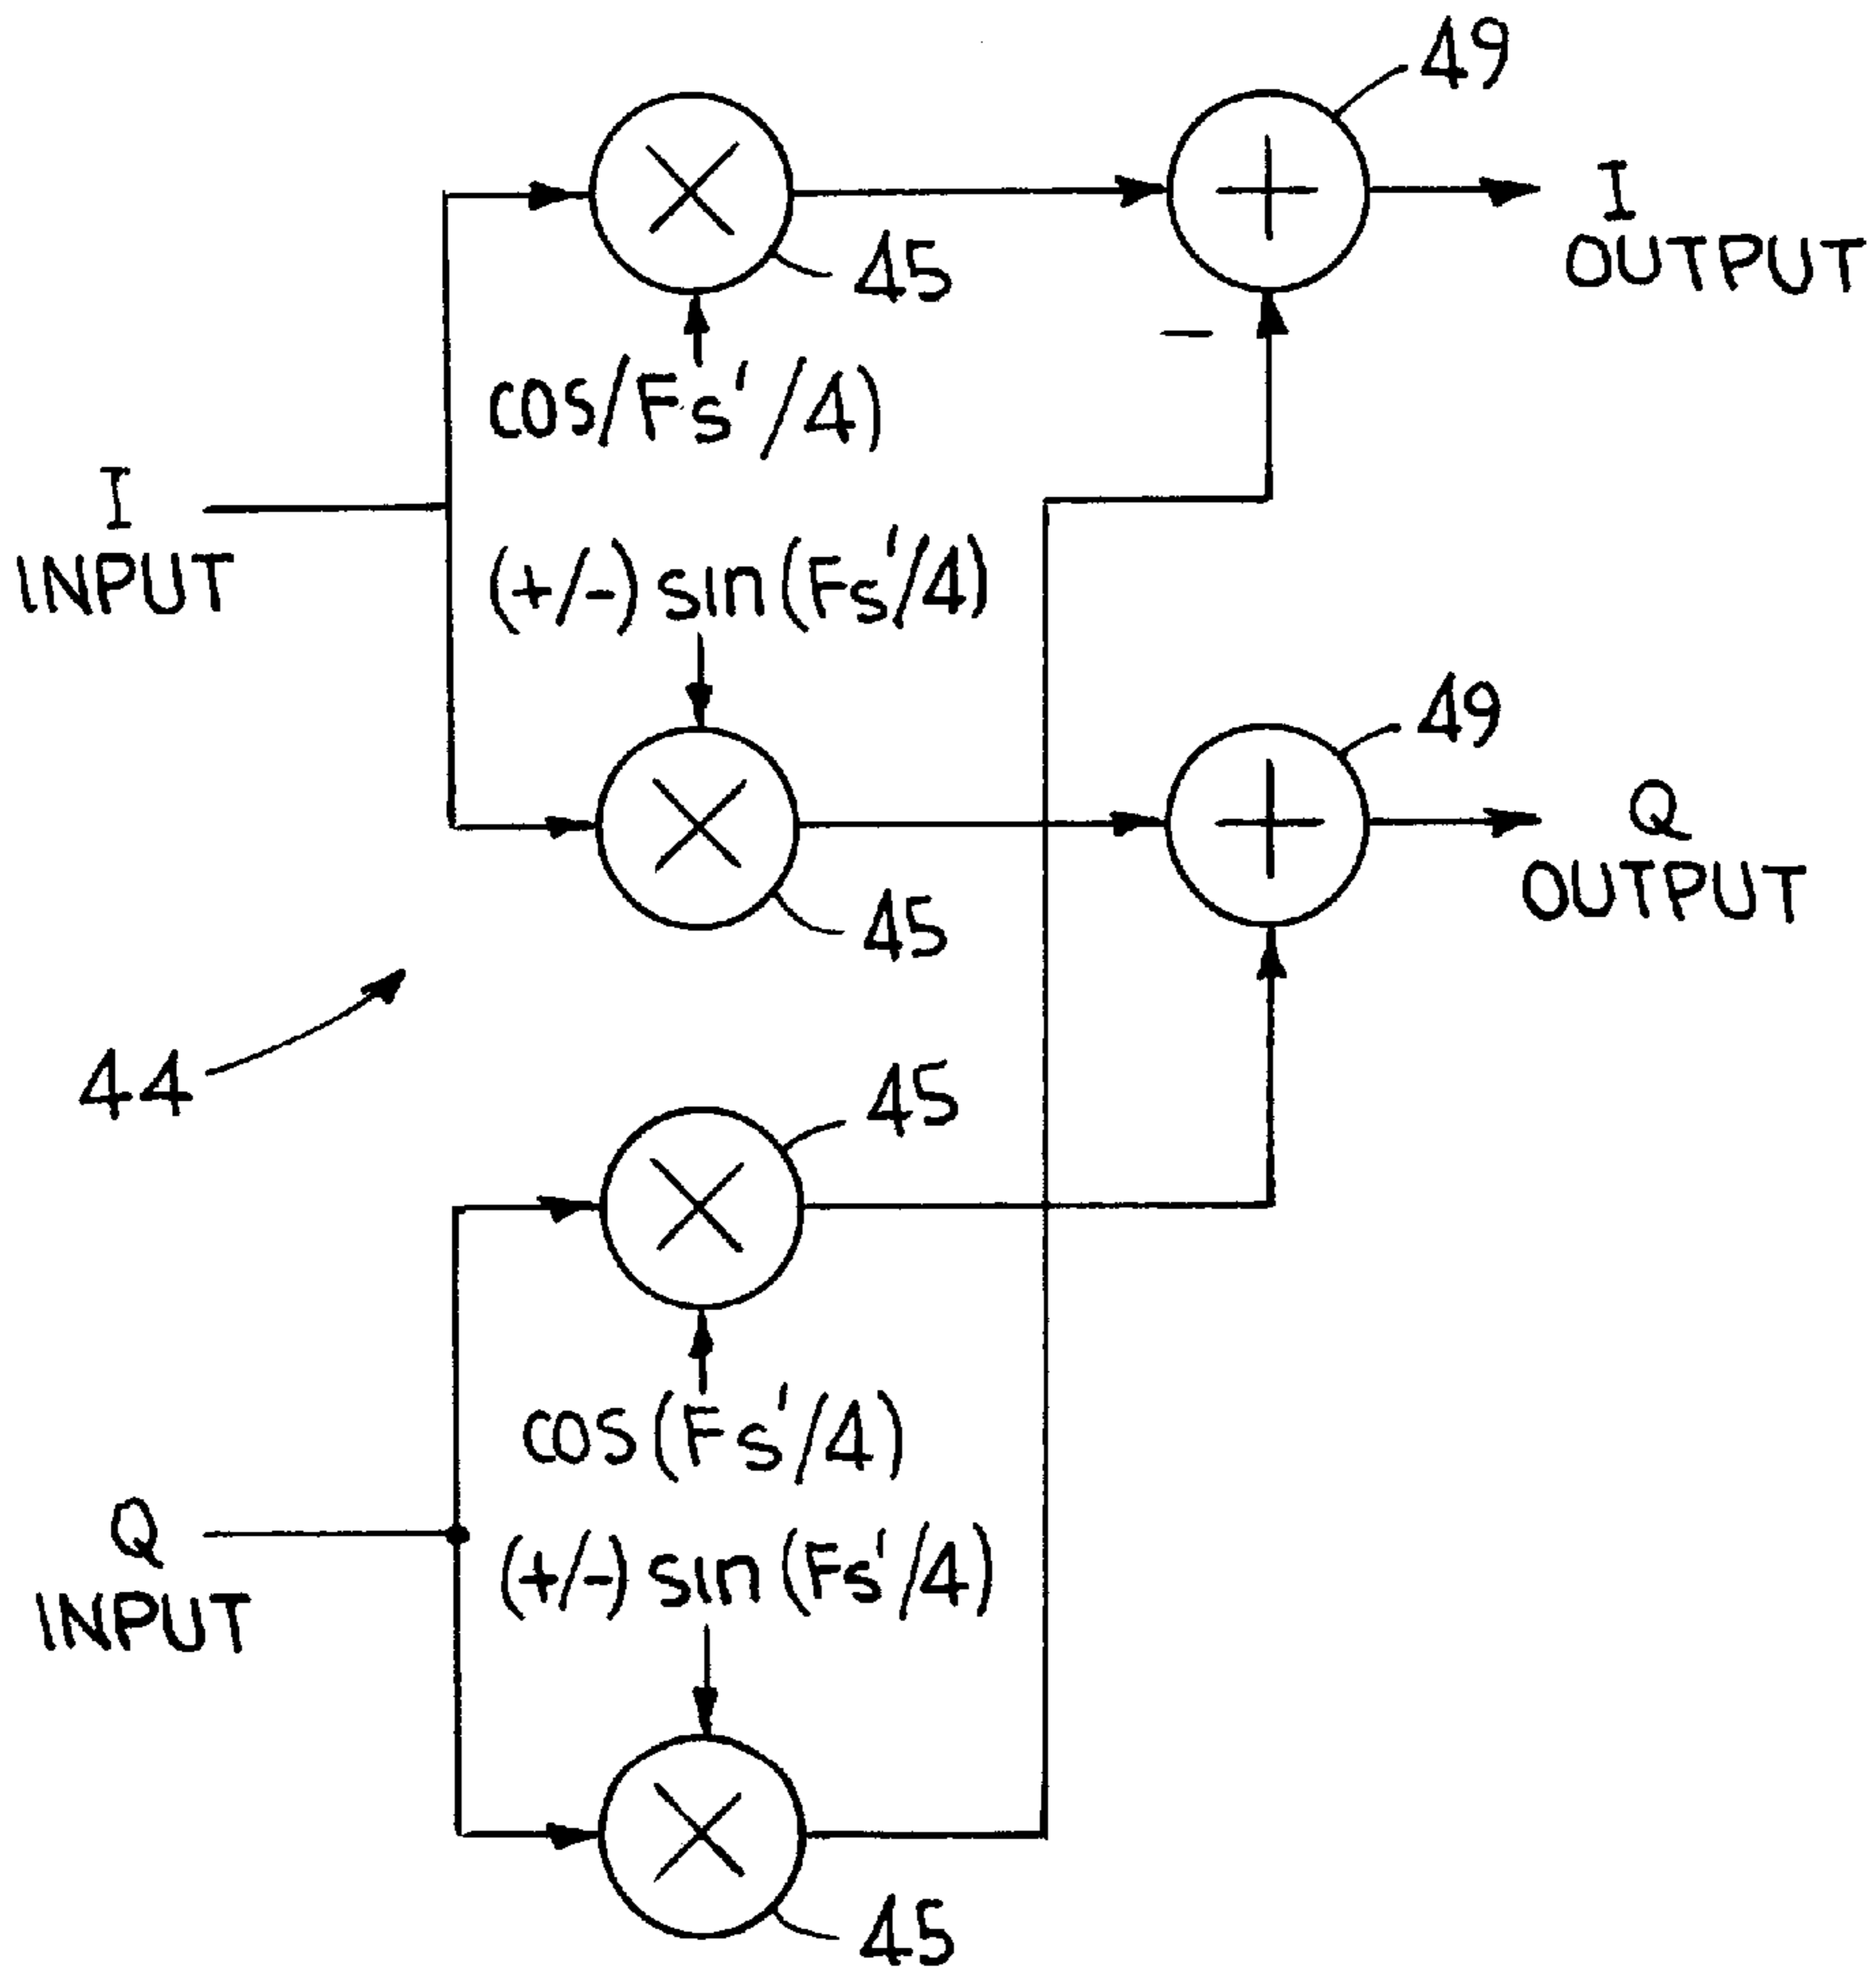 49
I
OUTPUT
45
–
cos/Fs'/4)
I
INPUT
(+/-) sin (Fs'/4)
49
Q
OUTPUT
45
44
45
cos (Fs'/4)
Q
INPUT
(+/-) sin (Fs'/4)
45